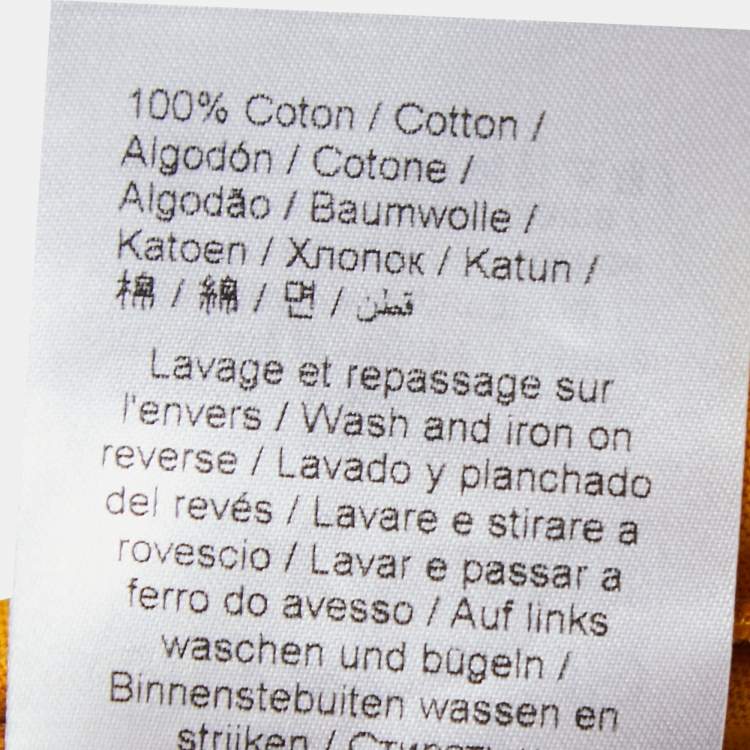 100% Coton / Cotton /
Algodón / Cotone /
Algodão / Baumwolle /
Katoen / Хлопок / Katun /
棉 / 綿 / 면 / قطن
Lavage et repassage sur
l'envers / Wash and iron on
reverse / Lavado y planchado
del revés / Lavare e stirare a
rovescio / Lavar e passar a
ferro do avesso / Auf links
waschen und bügeln /
Binnenstebuiten wassen en
strijken /